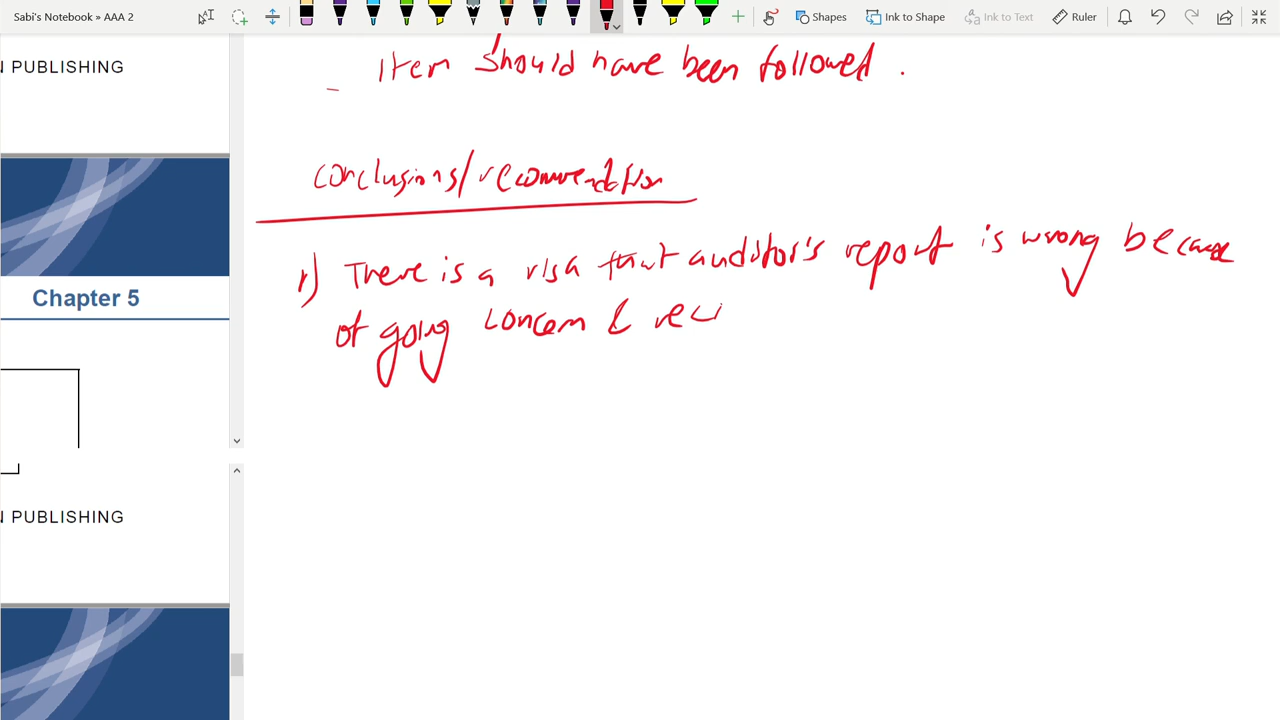 Sabi's Notebook » AAA 2
Shapes
Ink to Shape
Ink to Text
Ruler
N PUBLISHING
Chapter 5
N PUBLISHING
item should have been followed.
conclusions/recommendation
1) There is a risk that auditor's report is wrong because
of going concern & reci